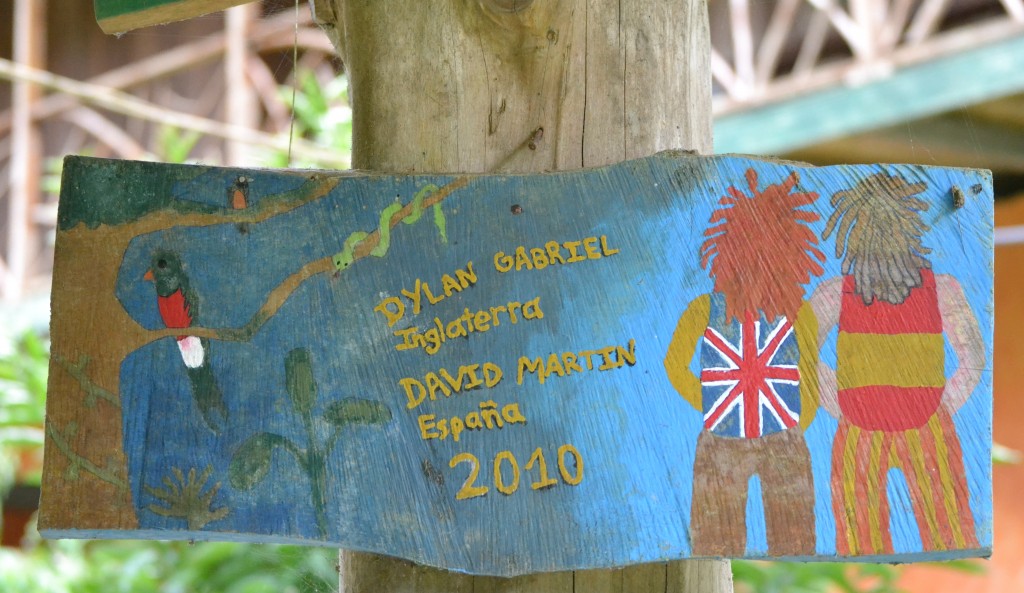 DYLAN GABRIEL
Inglaterra
DAVID MARTIN
España
2010